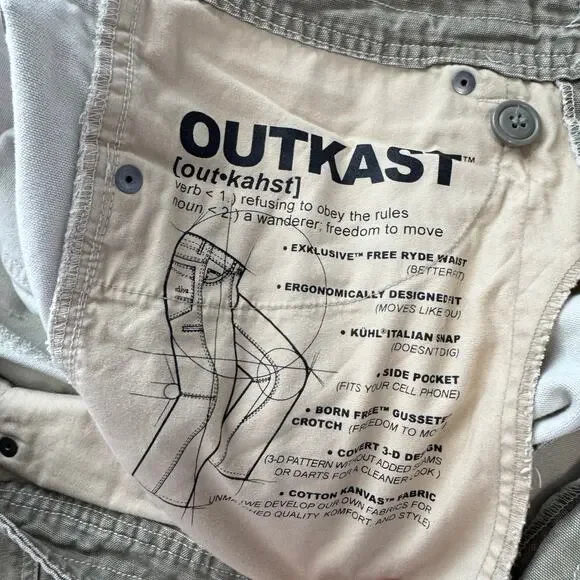 OUTKAST™
[out•kahst]
verb < 1.) refusing to obey the rules
noun < 2.) a wanderer; freedom to move
• EXKLUSIVE™ FREE RYDE WAIST
(BETTER FIT)
• ERGONOMICALLY DESIGNED FIT
(MOVES LIKE YOU)
• KÜHL® ITALIAN SNAP
(DOESN'T DIG)
• SIDE POCKET
(FITS YOUR CELL PHONE)
• BORN FREE™ GUSSETE
CROTCH (FREEDOM TO MO
• COVERT 3-D DESIGN
(3-D PATTERN WITHOUT ADDED SEAMS
OR DARTS FOR A CLEANER LOOK)
• COTTON KANVAS™ FABRIC
WE DEVELOP OUR OWN FABRICS FOR
QUALITY, KOMFORT, AND STYLE)